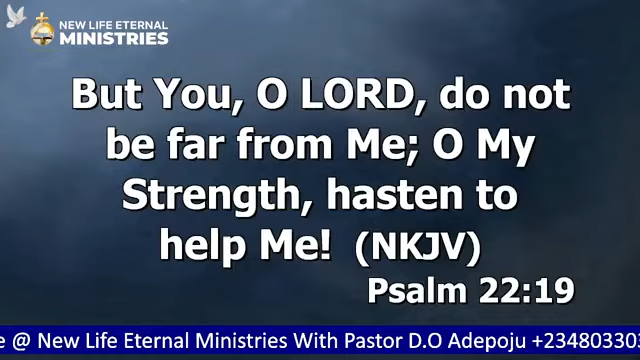 NEW LIFE ETERNAL
MINISTRIES
But You, O LORD, do not
be far from Me; O My
Strength, hasten to
help Me! (NKJV)
Psalm 22:19
e @ New Life Eternal Ministries With Pastor D.O Adepoju +23480330